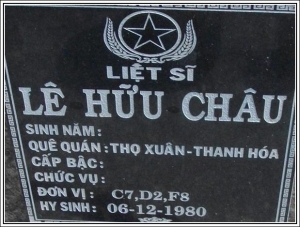 LIỆT SĨ
LÊ HỮU CHÂU
SINH NĂM :
QUÊ QUÁN : THỌ XUÂN-THANH HÓA
CẤP BẬC :
CHỨC VỤ :
ĐƠN VỊ : C7,D2,F8
HY SINH : 06-12-1980